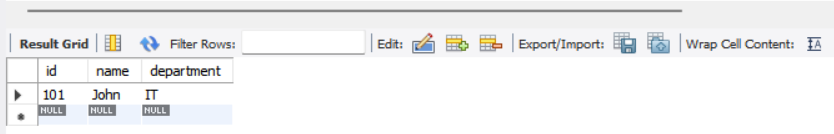 Result Grid Filter Rows: Edit: Export/Import: Wrap Cell Content: IA
id name department
101 John IT
NULL NULL NULL